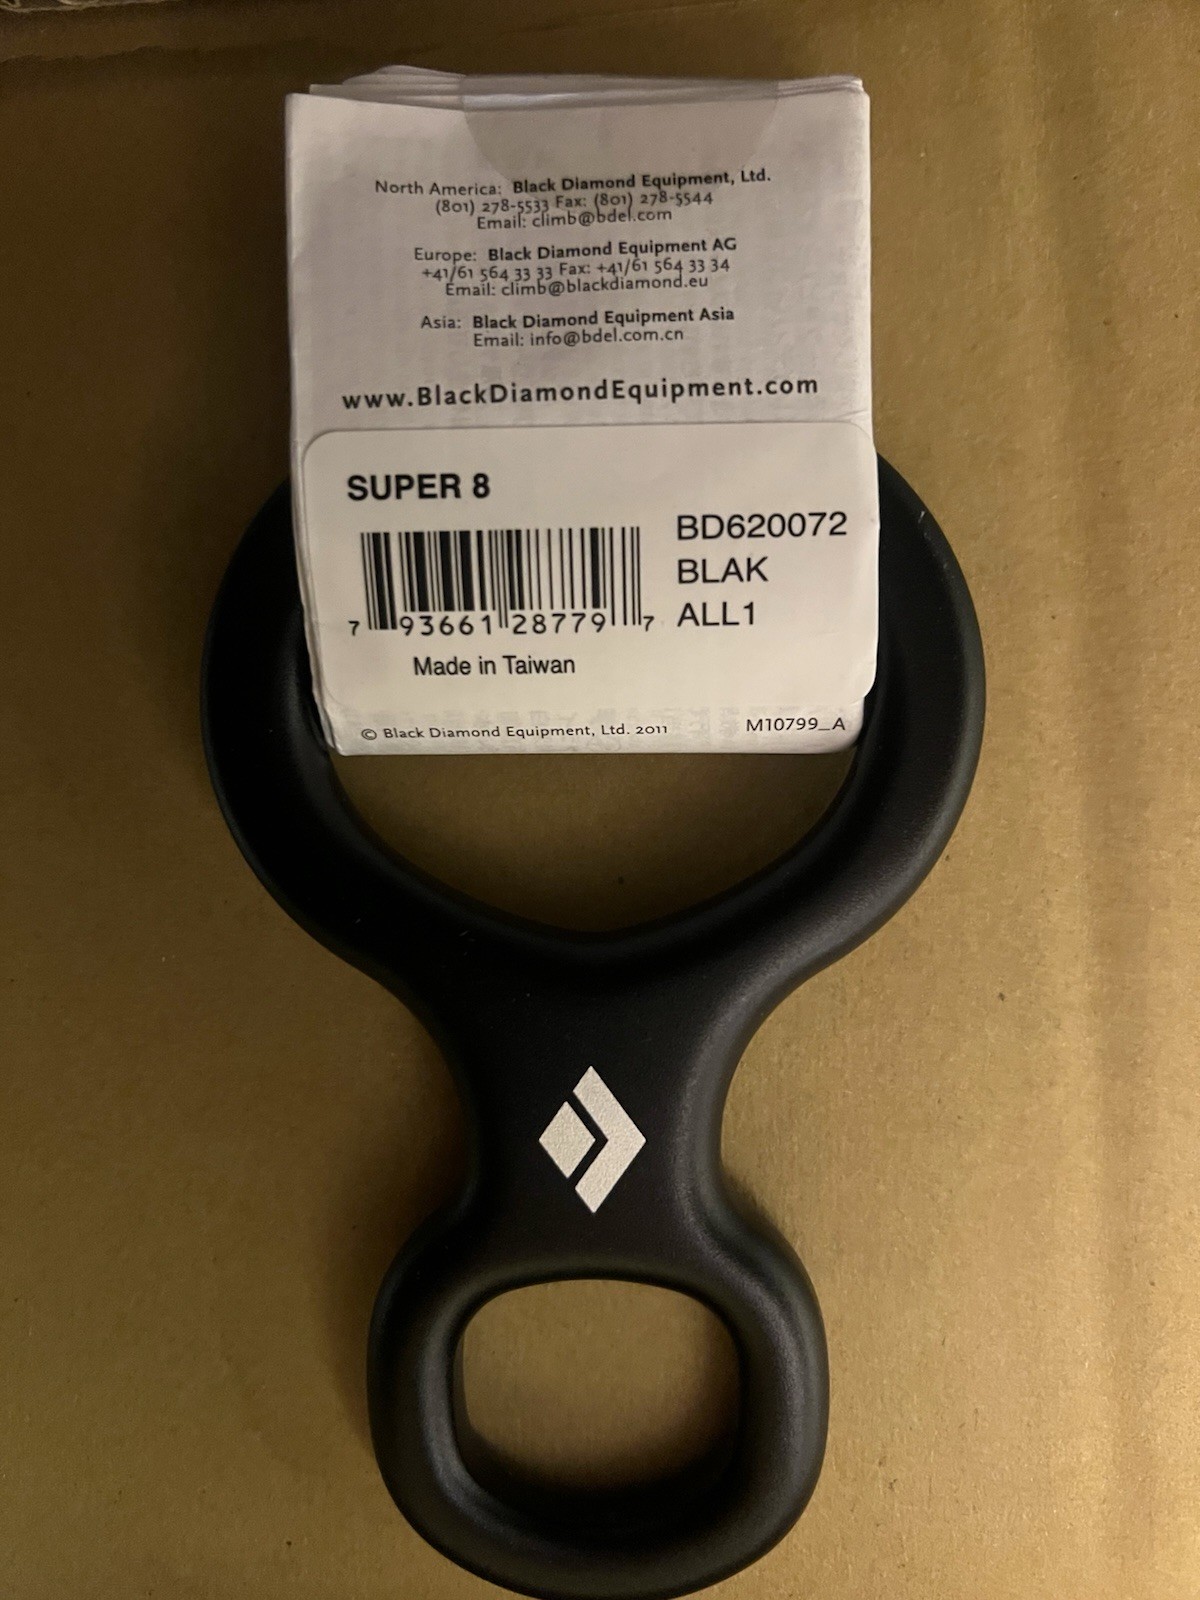 North America: Black Diamond Equipment, Ltd.
(801) 278-5533 Fax: (801) 278-5544
Email: climb@bdel.com
Europe: Black Diamond Equipment AG
+41/61 564 33 33 Fax: +41/61 564 33 34
Email: climb@blackdiamond.eu
Asia: Black Diamond Equipment Asia
Email: info@bdel.com.cn
www.BlackDiamondEquipment.com
SUPER 8
BD620072
BLAK
ALL1
7 93661 28779 7
Made in Taiwan
© Black Diamond Equipment, Ltd. 2011
M10799_A